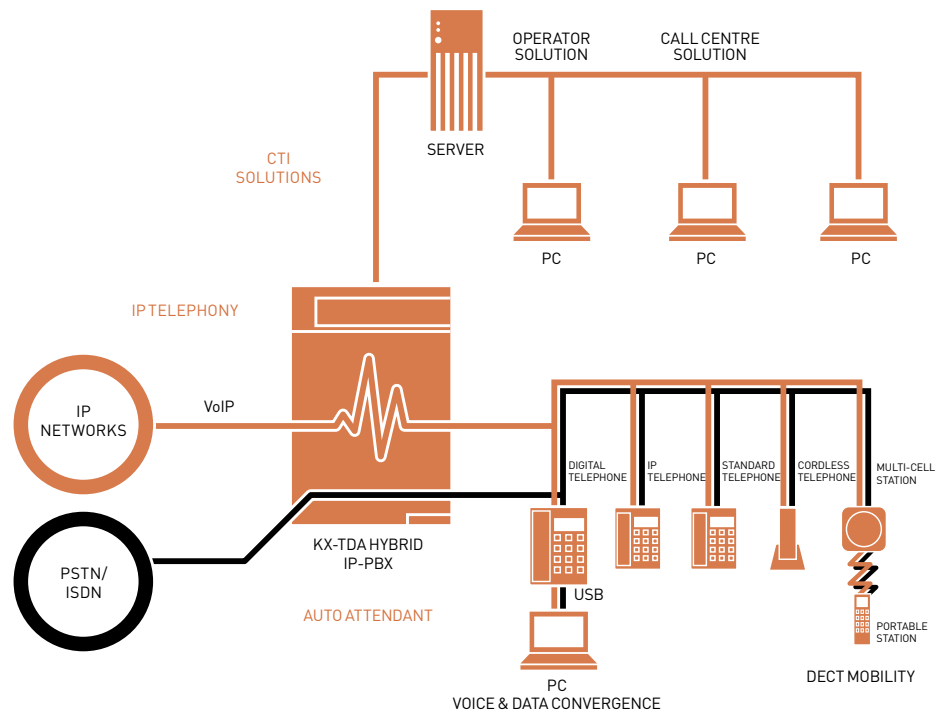 OPERATOR
SOLUTION
CALL CENTRE
SOLUTION
SERVER
CTI
SOLUTIONS
PC
PC
PC
IP TELEPHONY
IP
NETWORKS
VoIP
DIGITAL
TELEPHONE
IP
TELEPHONE
STANDARD
TELEPHONE
CORDLESS
TELEPHONE
MULTI-CELL
STATION
KX-TDA HYBRID
IP-PBX
PSTN/
ISDN
USB
AUTO ATTENDANT
PORTABLE
STATION
PC
VOICE & DATA CONVERGENCE
DECT MOBILITY